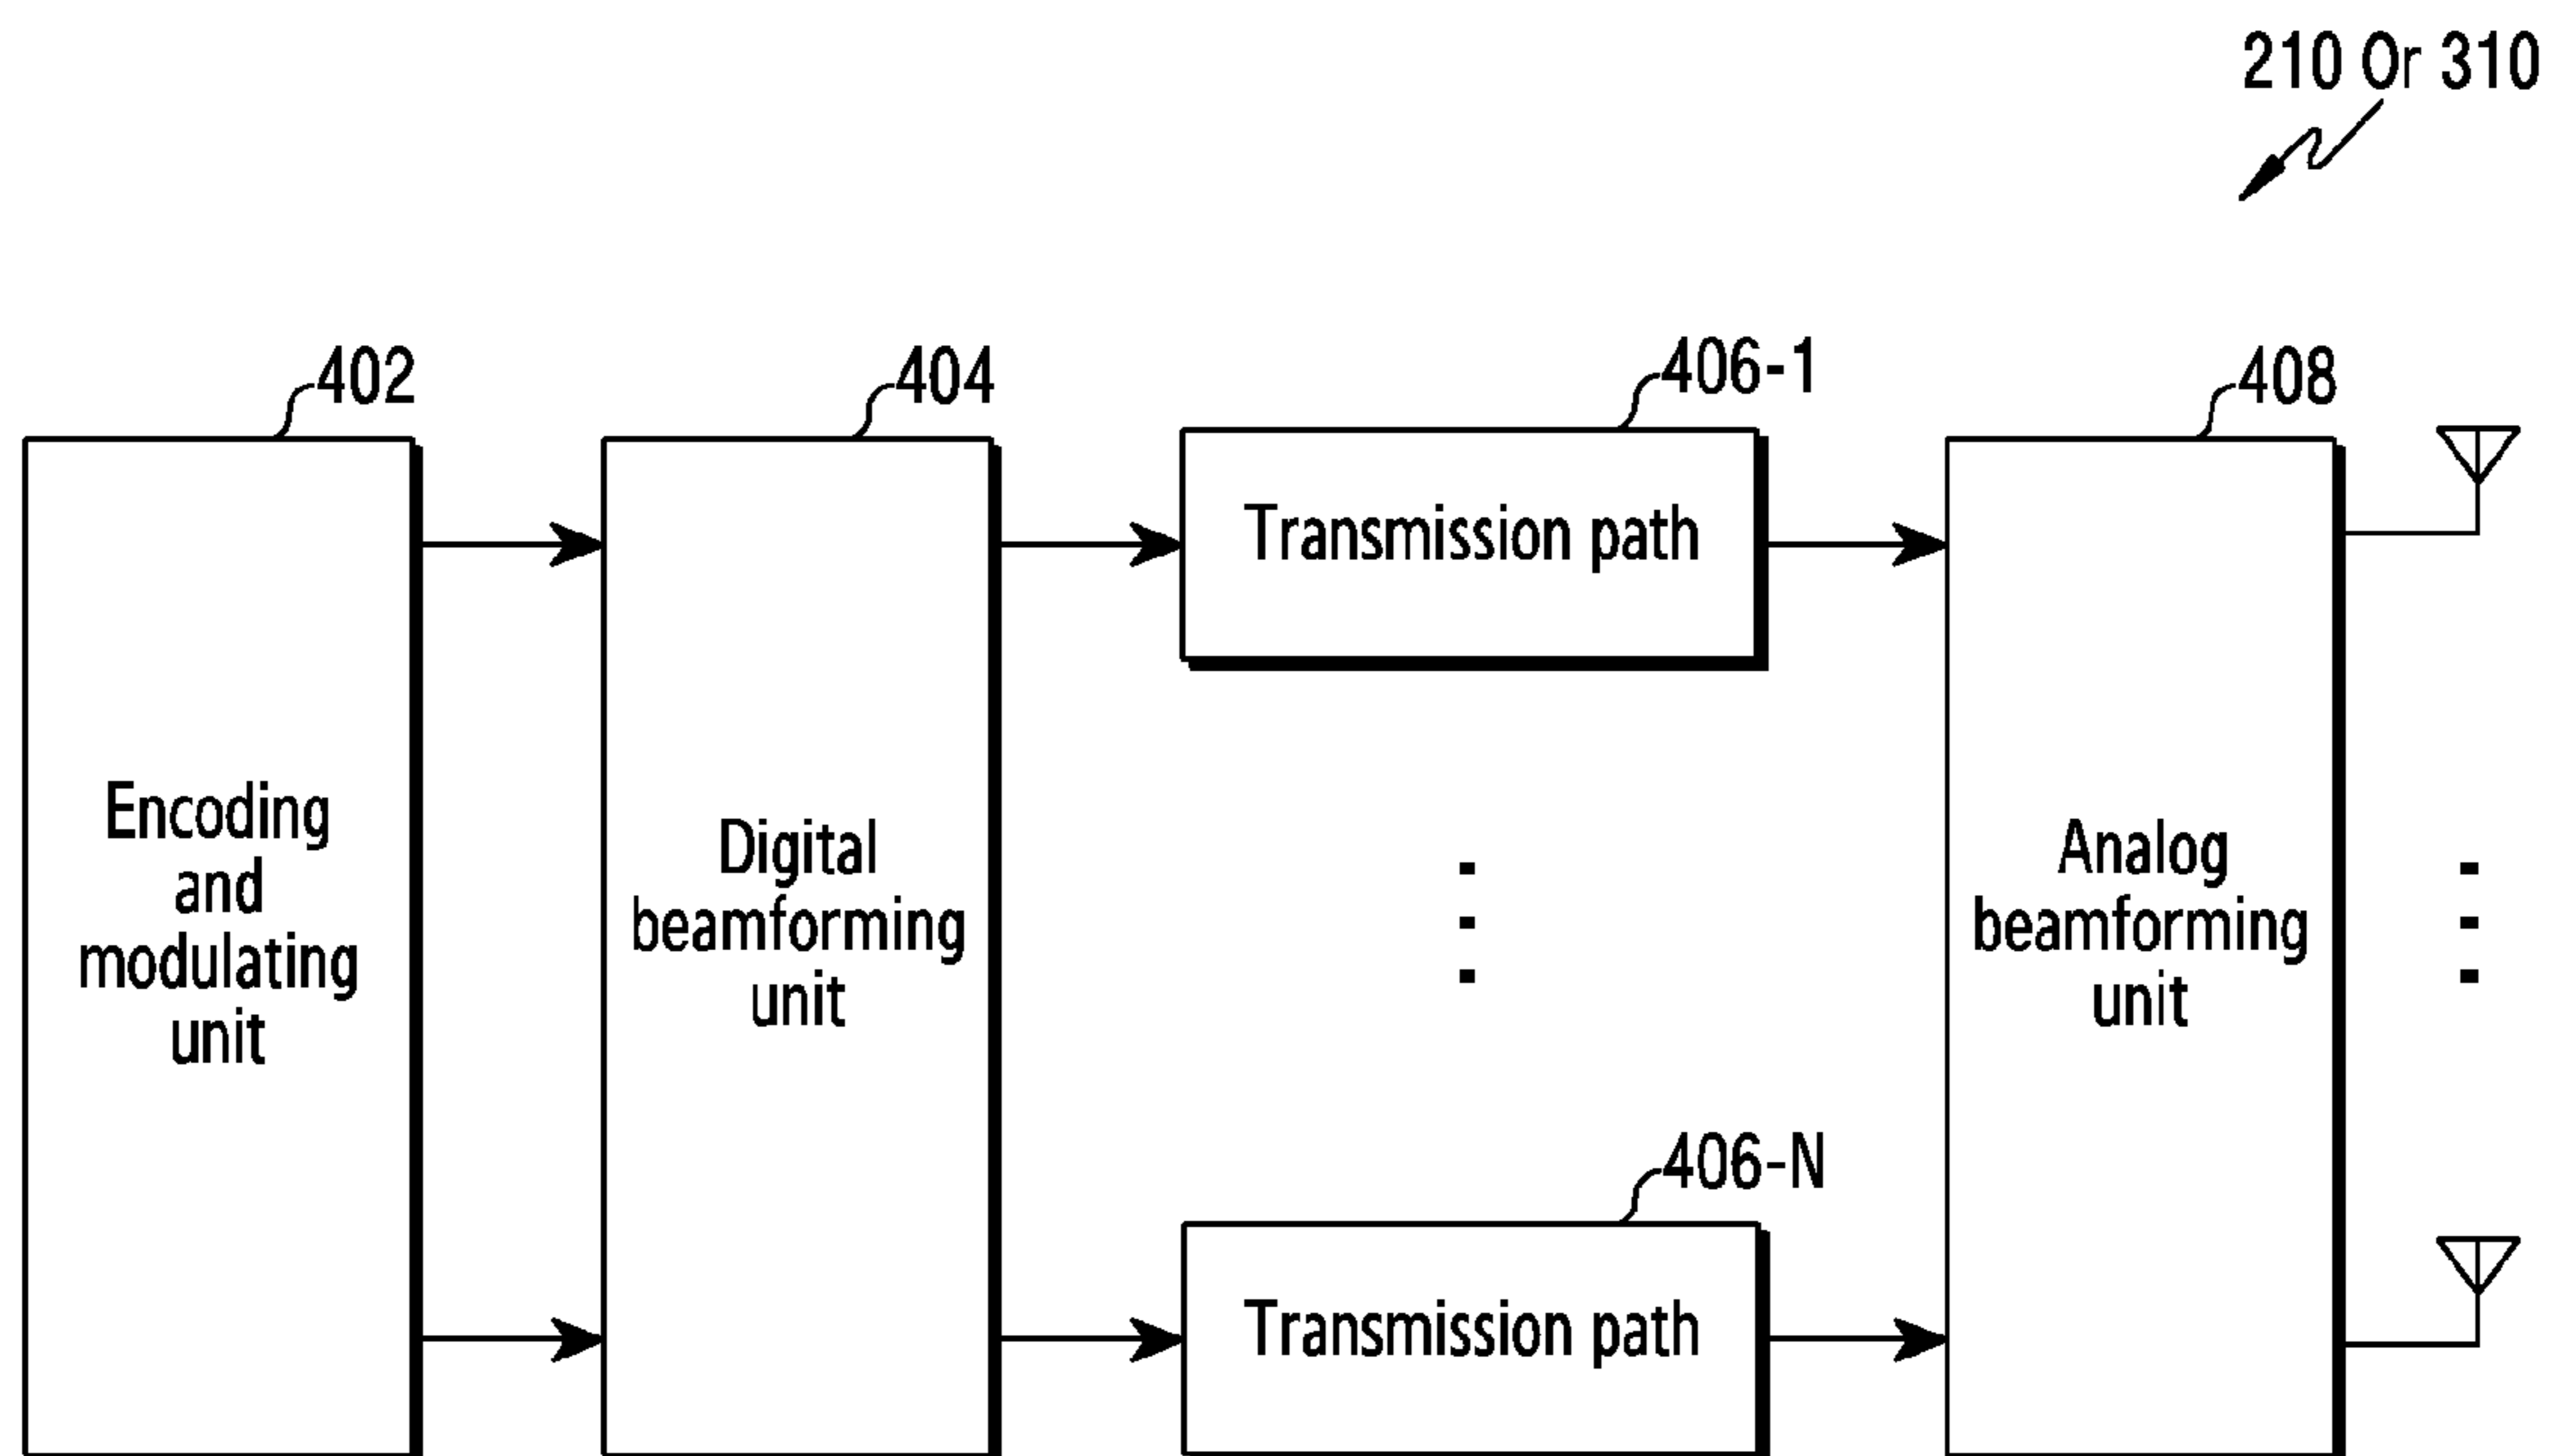 210 Or 310
402
404
406-1
408
Transmission path
Encoding
and
modulating
unit
Digital
beamforming
unit
Analog
beamforming
unit
406-N
Transmission path